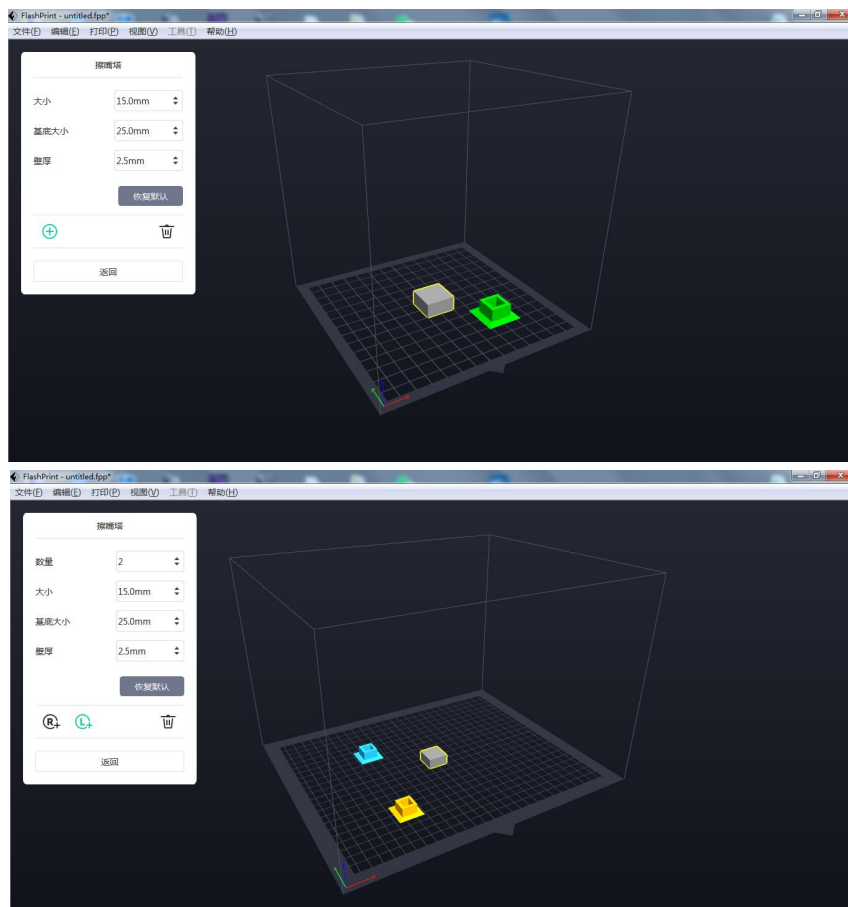 FlashPrint - untitled.fpp*
文件(F) 编辑(E) 打印(P) 视图(V) 工具(T) 帮助(H)
擦嘴塔
大小 15.0mm
基底大小 25.0mm
壁厚 2.5mm
恢复默认
返回
FlashPrint - untitled.fpp*
文件(F) 编辑(E) 打印(P) 视图(V) 工具(T) 帮助(H)
擦嘴塔
数量 2
大小 15.0mm
基底大小 25.0mm
壁厚 2.5mm
恢复默认
R+ L+
返回